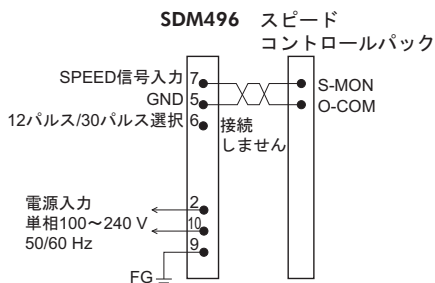 SDM496 スピード
コントロールパック
SPEED信号入力 7
S-MON
GND 5
O-COM
12パルス/30パルス選択 6
接続
しません
電源入力
単相100～240 V
50/60 Hz
2
10
9
FG